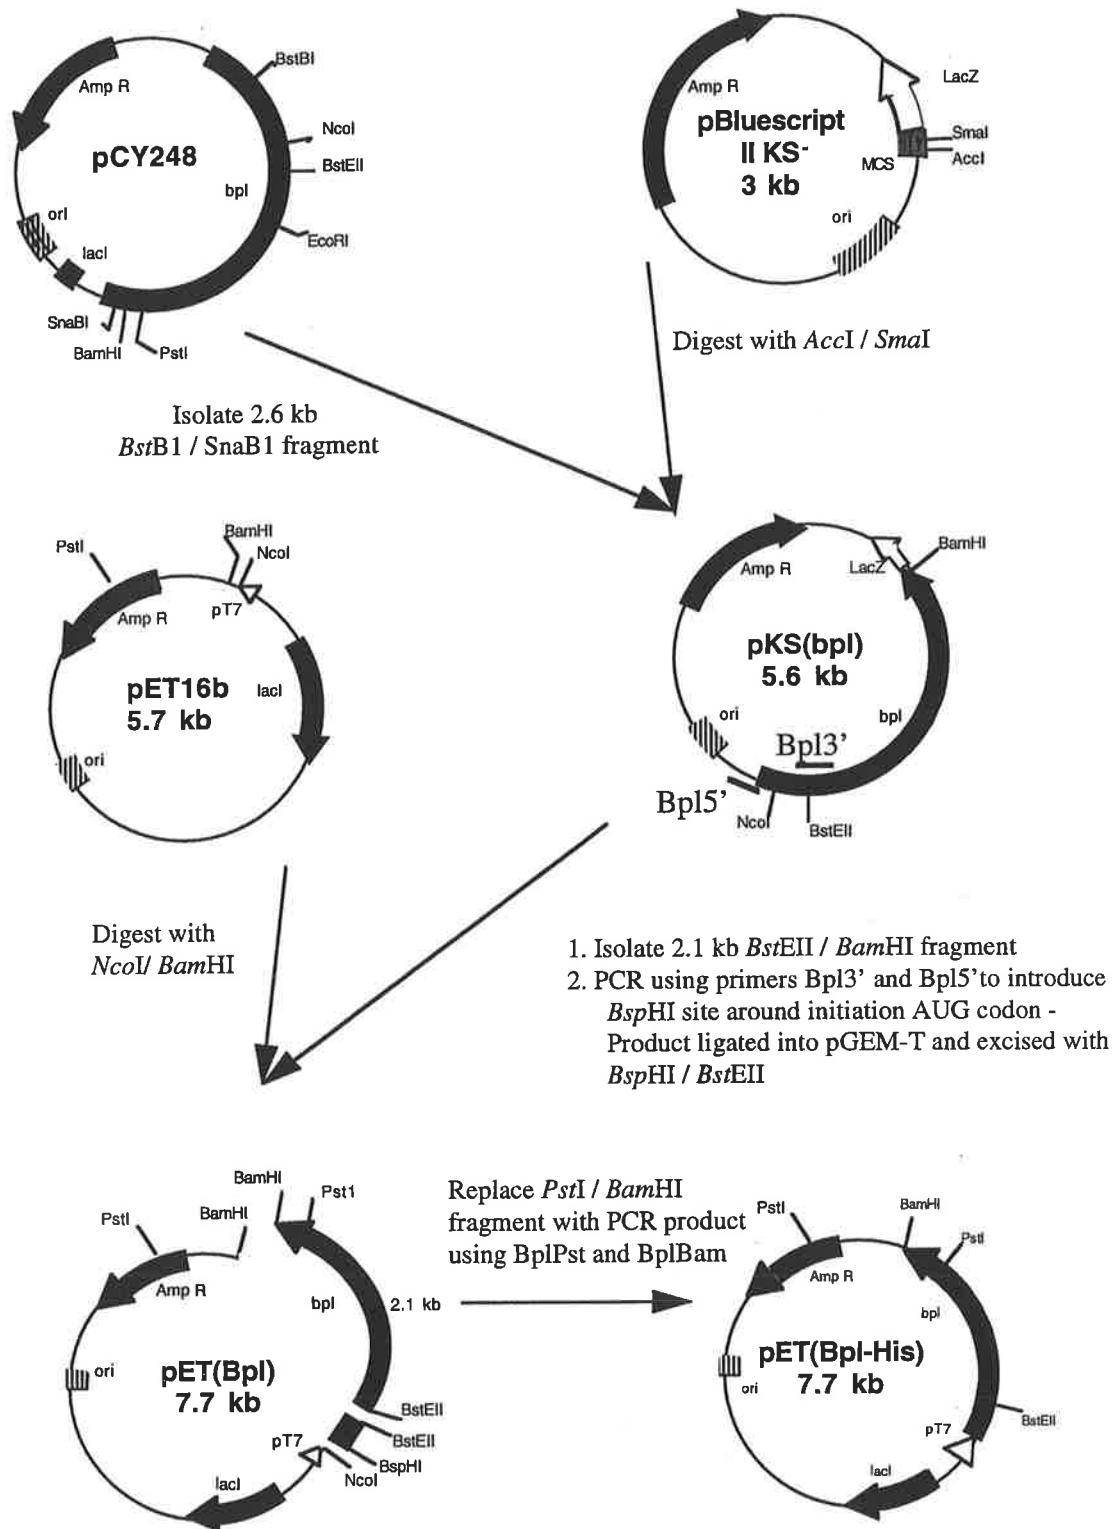 Amp R
pCY248
BstBI
NcoI
BstEII
bpl
EcoRI
orI
lacI
SnaBI
BamHI
PstI
Amp R
pBluescript
II KS-
3 kb
LacZ
SmaI
AccI
MCS
ori
Isolate 2.6 kb
BstB1 / SnaB1 fragment
Digest with AccI / SmaI
PstI
BamHI
NcoI
Amp R
pT7
pET16b
5.7 kb
lacI
ori
Amp R
LacZ
BamHI
pKS(bpl)
5.6 kb
ori
bpl
Bpl3’
Bpl5’
NcoI
BstEII
Digest with
NcoI/ BamHI
1. Isolate 2.1 kb BstEII / BamHI fragment
2. PCR using primers Bpl3’ and Bpl5’to introduce
BspHI site around initiation AUG codon -
Product ligated into pGEM-T and excised with
BspHI / BstEII
PstI
BamHI
BamHI
Pst1
Amp R
bpl
2.1 kb
ori
pET(Bpl)
7.7 kb
BstEII
BstEII
BspHI
NcoI
pT7
lacI
Replace PstI / BamHI
fragment with PCR product
using BplPst and BplBam
PstI
BamHI
PstI
Amp R
bpl
pET(Bpl-His)
7.7 kb
ori
BstEII
pT7
lacI